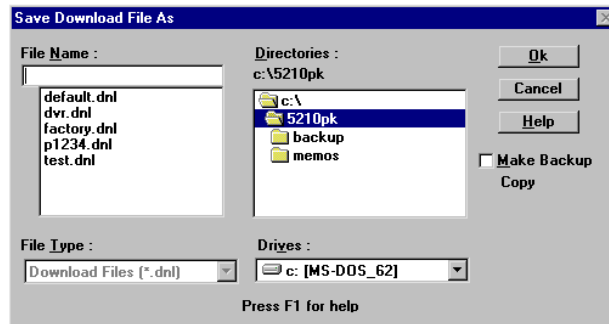 Save Download File As
File Name :
default.dnl
dvr.dnl
factory.dnl
p1234.dnl
test.dnl
Directories :
c:\5210pk
c:\
5210pk
backup
memos
Ok
Cancel
Help
Make Backup
Copy
File Type :
Download Files (*.dnl)
Drives :
c: [MS-DOS_62]
Press F1 for help